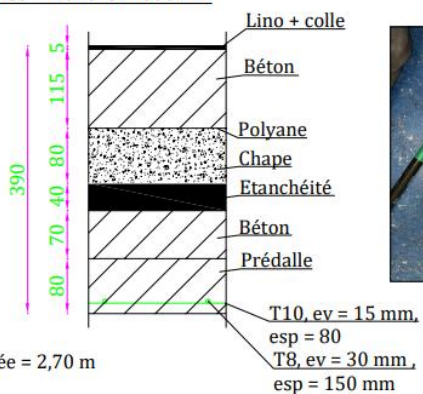 Lino + colle
Béton
Polyane
Chape
Etanchéité
Béton
Prédalle
5
115
80
40
70
80
390
T10, ev = 15 mm,
esp = 80
T8, ev = 30 mm,
esp = 150 mm
ée = 2,70 m